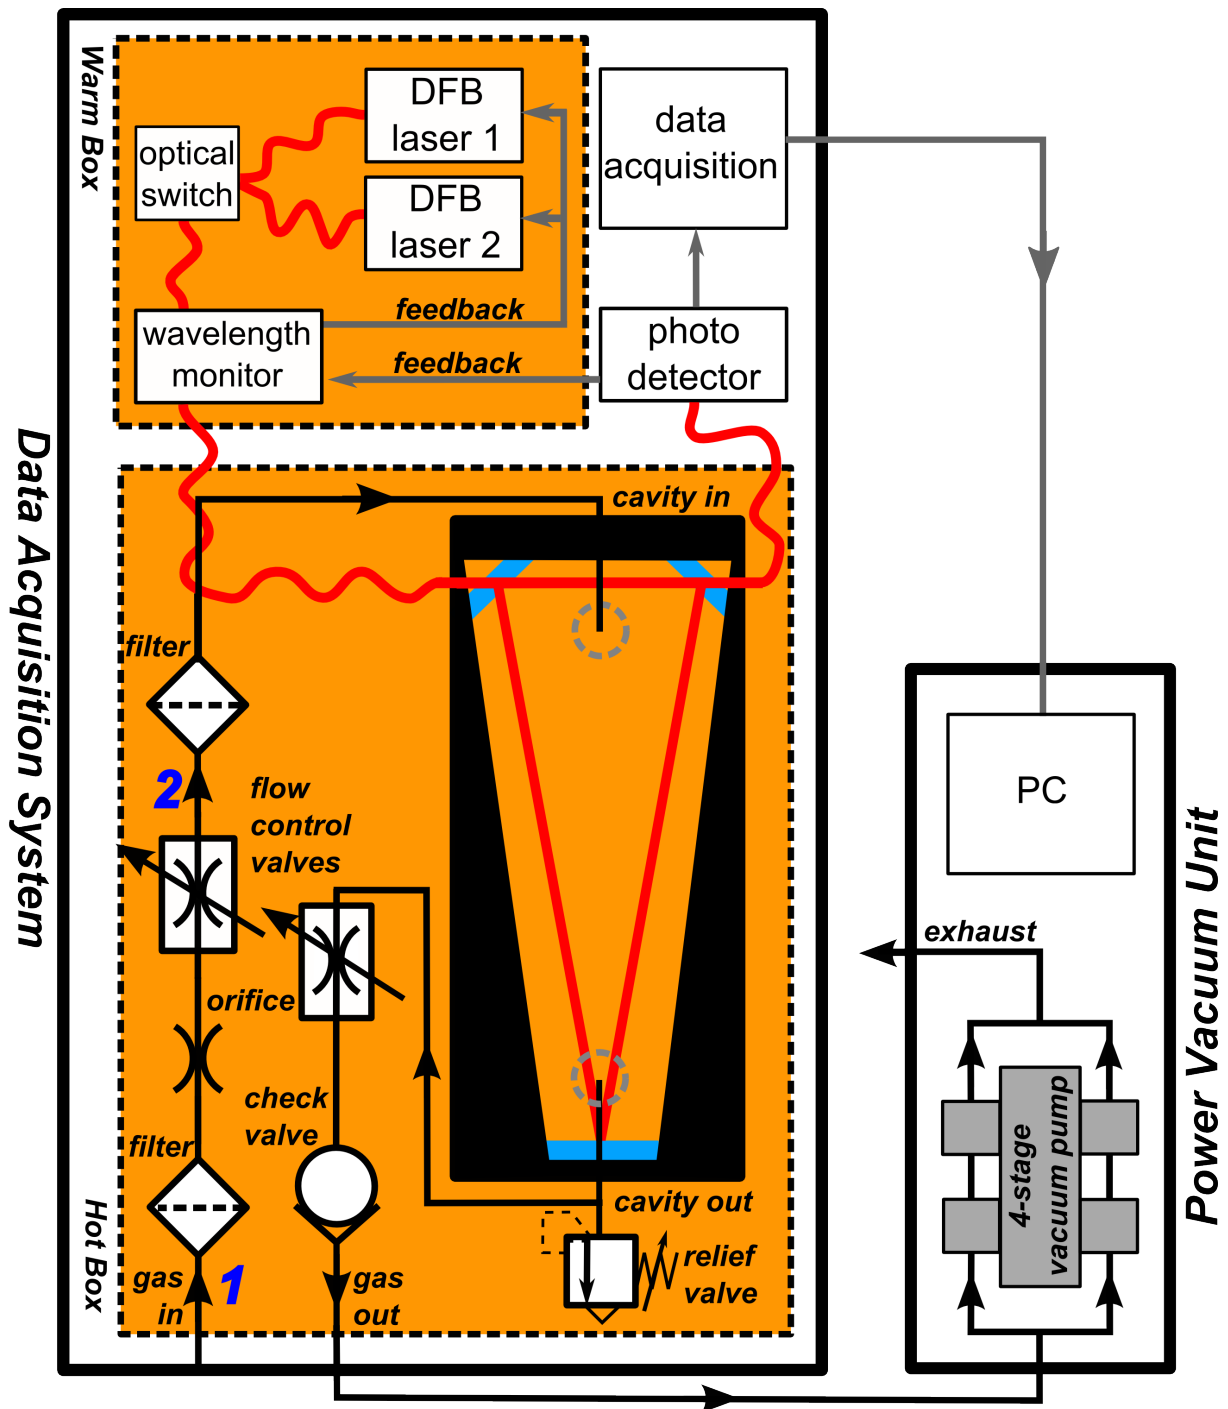 Data Acquisition System
Warm Box
DFB
laser 1
optical
switch
DFB
laser 2
data
acquisition
feedback
wavelength
monitor
feedback
photo
detector
cavity in
filter
2
flow
control
valves
PC
Power Vacuum Unit
exhaust
orifice
check
valve
filter
4-stage
vacuum pump
cavity out
Hot Box
gas
in
1
gas
out
relief
valve